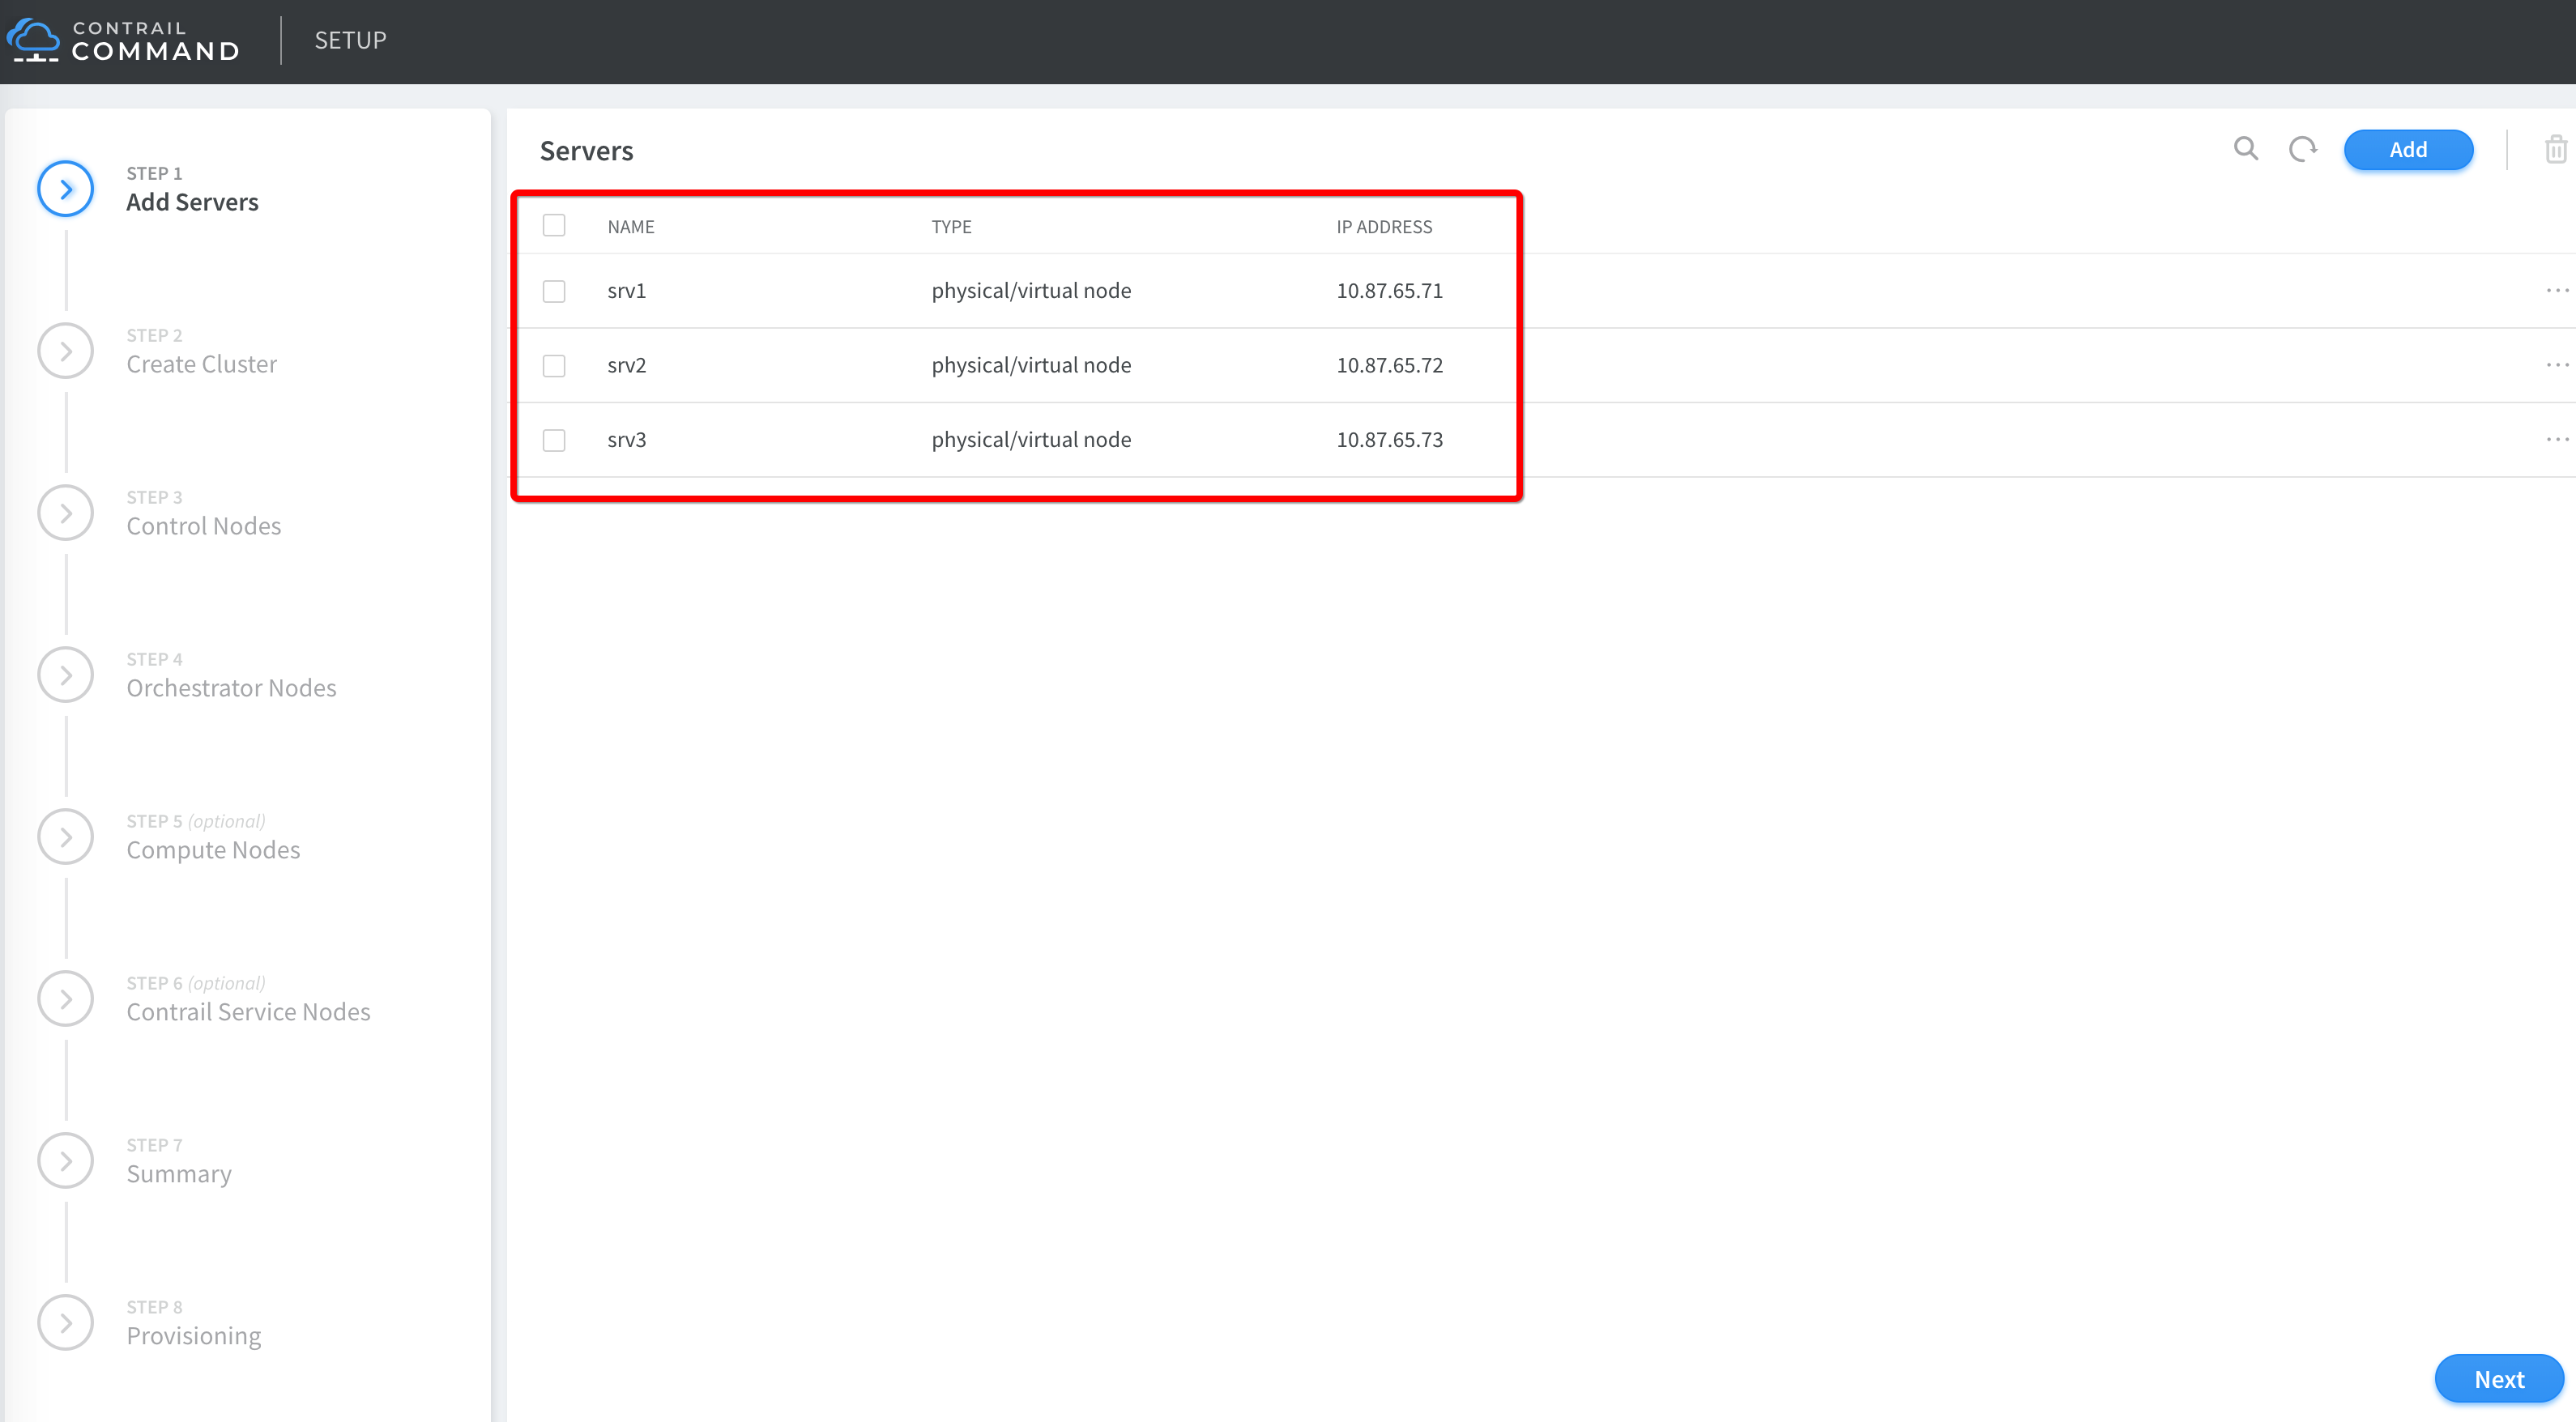 CONTRAIL
COMMAND
SETUP
STEP 1
Add Servers
STEP 2
Create Cluster
STEP 3
Control Nodes
STEP 4
Orchestrator Nodes
STEP 5 (optional)
Compute Nodes
STEP 6 (optional)
Contrail Service Nodes
STEP 7
Summary
STEP 8
Provisioning
Servers
Add
NAME TYPE IP ADDRESS
srv1 physical/virtual node 10.87.65.71
srv2 physical/virtual node 10.87.65.72
srv3 physical/virtual node 10.87.65.73
Next